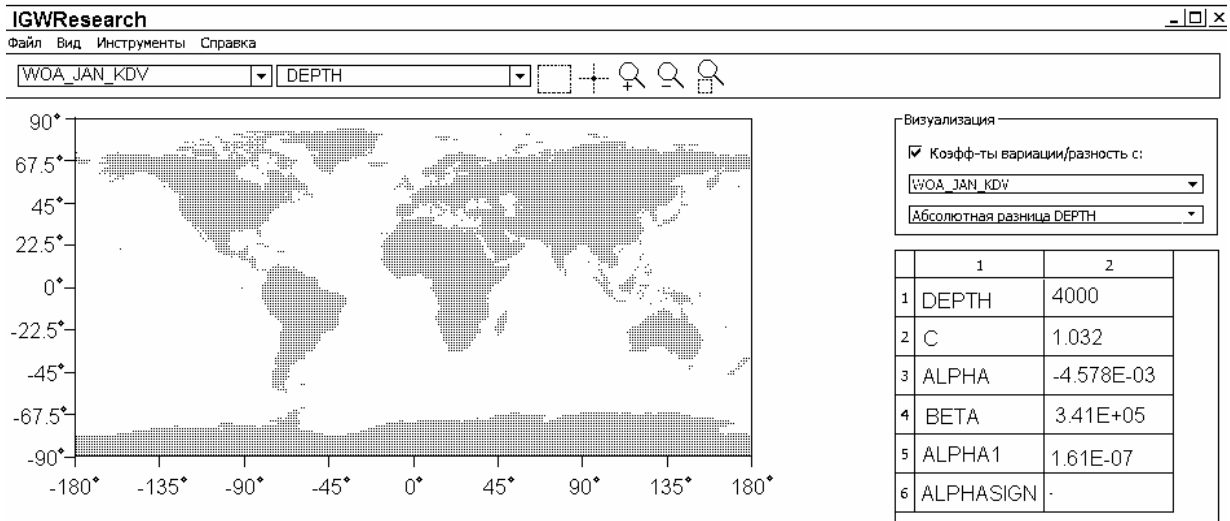 IGWResearch
Файл Вид Инструменты Справка
WOA_JAN_KDV DEPTH
90°
67.5°
45°
22.5°
0°
-22.5°
-45°
-67.5°
-90°
-180° -135° -90° -45° 0° 45° 90° 135° 180°
Визуализация
Коэфф-ты вариации/разность с:
WOA_JAN_KDV
Абсолютная разница DEPTH
1 2
1 DEPTH 4000
2 C 1.032
3 ALPHA -4.578E-03
4 BETA 3.41E+05
5 ALPHA1 1.61E-07
6 ALPHASIGN -